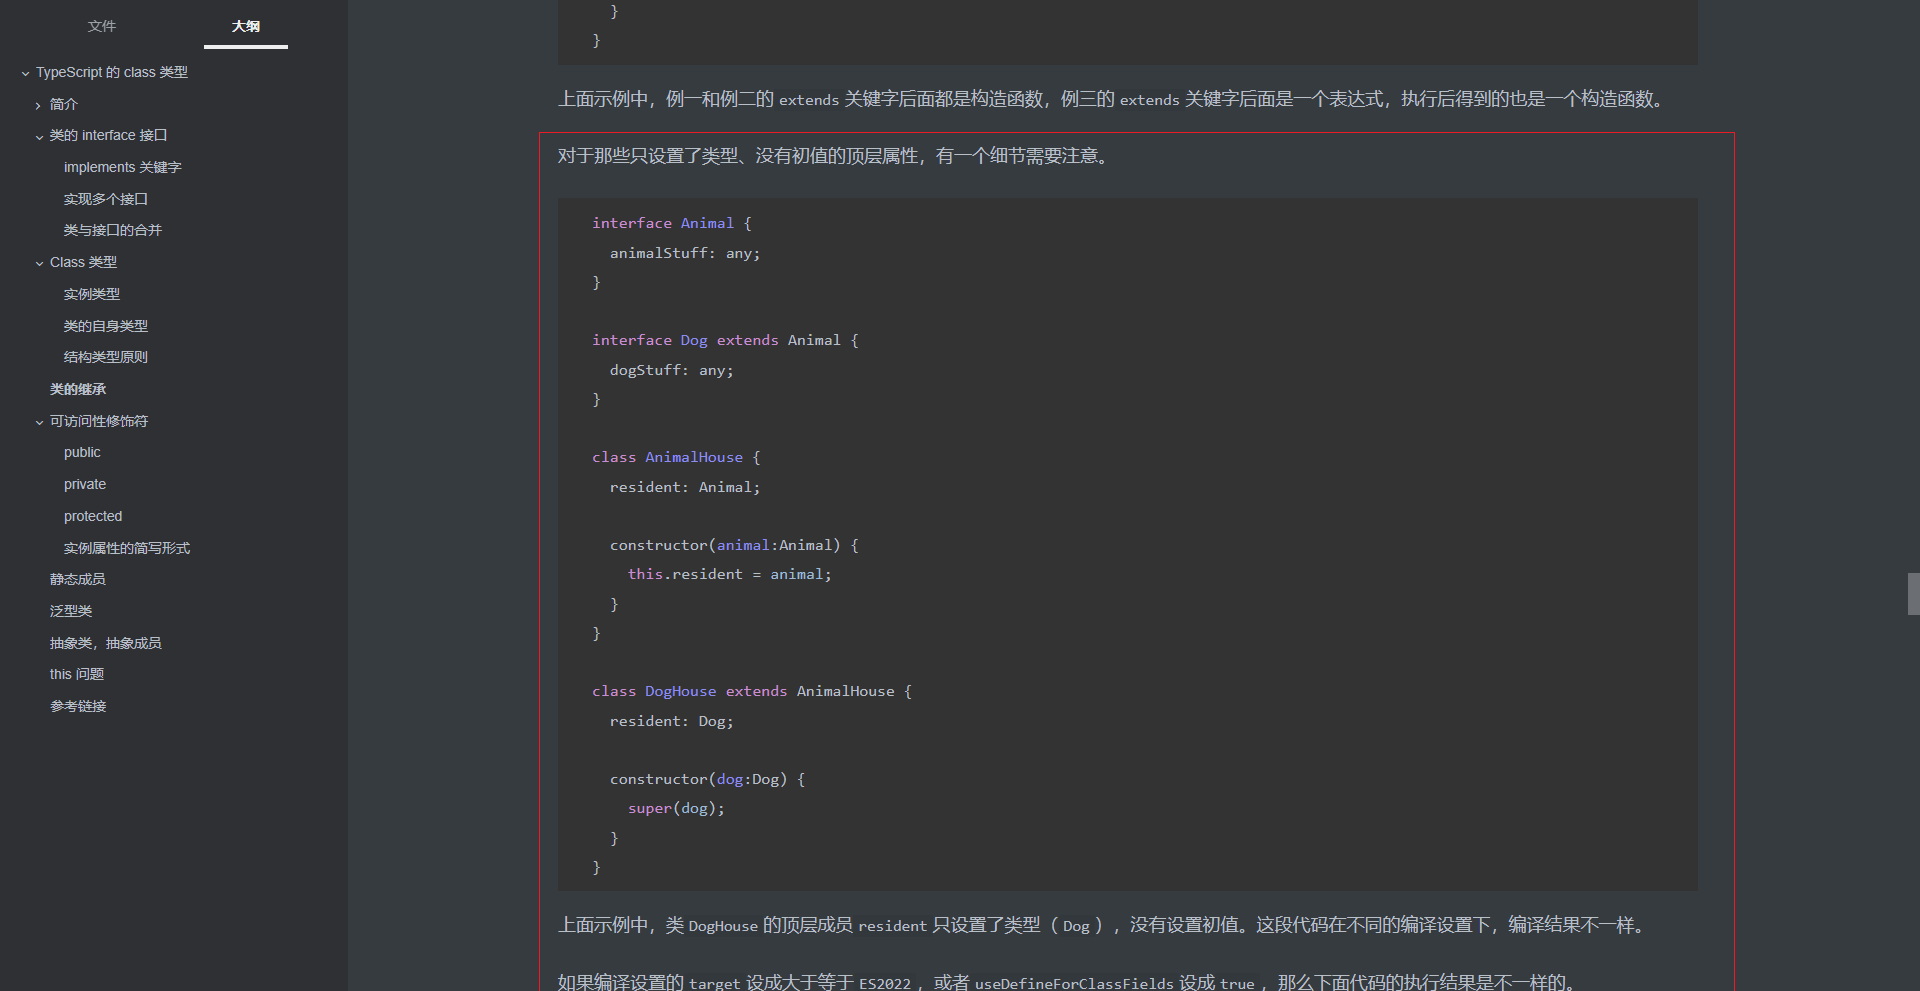 文件
大纲
TypeScript 的 class 类型
简介
类的 interface 接口
implements 关键字
实现多个接口
类与接口的合并
Class 类型
实例类型
类的自身类型
结构类型原则
类的继承
可访问性修饰符
public
private
protected
实例属性的简写形式
静态成员
泛型类
抽象类，抽象成员
this 问题
参考链接
}
}
上面示例中，例一和例二的 extends 关键字后面都是构造函数，例三的 extends 关键字后面是一个表达式，执行后得到的也是一个构造函数。
对于那些只设置了类型、没有初值的顶层属性，有一个细节需要注意。
interface Animal {
animalStuff: any;
}
interface Dog extends Animal {
dogStuff: any;
}
class AnimalHouse {
resident: Animal;
constructor(animal:Animal) {
this.resident = animal;
}
}
class DogHouse extends AnimalHouse {
resident: Dog;
constructor(dog:Dog) {
super(dog);
}
}
上面示例中，类 DogHouse 的顶层成员 resident 只设置了类型（ Dog ），没有设置初值。这段代码在不同的编译设置下，编译结果不一样。
如果编译设置的 target 设成大于等于 ES2022 ，或者 useDefineForClassFields 设成 true ，那么下面代码的执行结果是不一样的。